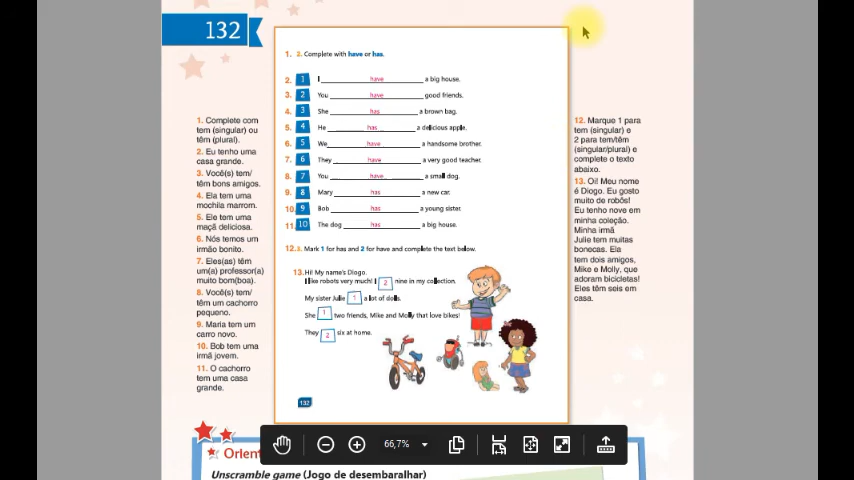 132
1. 2. Complete with have or has.
2. 1 I have a big house.
3. 2 You have good friends.
4. 3 She has a brown bag.
5. 4 He has a delicious apple.
6. 5 We have a handsome brother.
7. 6 They have a very good teacher.
8. 7 You have a small dog.
9. 8 Mary has a new car.
10. 9 Bob has a young sister.
11. 10 The dog has a big house.
12. 3. Mark 1 for has and 2 for have and complete the text below.
13. Hi! My name's Diogo.
I like robots very much! I 2 nine in my collection.
My sister Julie 1 a lot of dolls.
She 1 two friends, Mike and Molly that love bikes!
They 2 six at home.
132
1. Complete com
tem (singular) ou
têm (plural).
2. Eu tenho uma
casa grande.
3. Você(s) tem/
têm bons amigos.
4. Ela tem uma
mochila marrom.
5. Ele tem uma
maçã deliciosa.
6. Nós temos um
irmão bonito.
7. Eles(as) têm
um(a) professor(a)
muito bom(boa).
8. Você(s) tem/
têm um cachorro
pequeno.
9. Maria tem um
carro novo.
10. Bob tem uma
irmã jovem.
11. O cachorro
tem uma casa
grande.
12. Marque 1 para
tem (singular) e
2 para tem/têm
(singular/plural) e
complete o texto
abaixo.
13. Oi! Meu nome
é Diogo. Eu gosto
muito de robôs!
Eu tenho nove em
minha coleção.
Minha irmã
Julie tem muitas
bonecas. Ela
tem dois amigos,
Mike e Molly, que
adoram bicicletas!
Eles têm seis em
casa.
66,7%
Orient
Unscramble game (Jogo de desembaralhar)